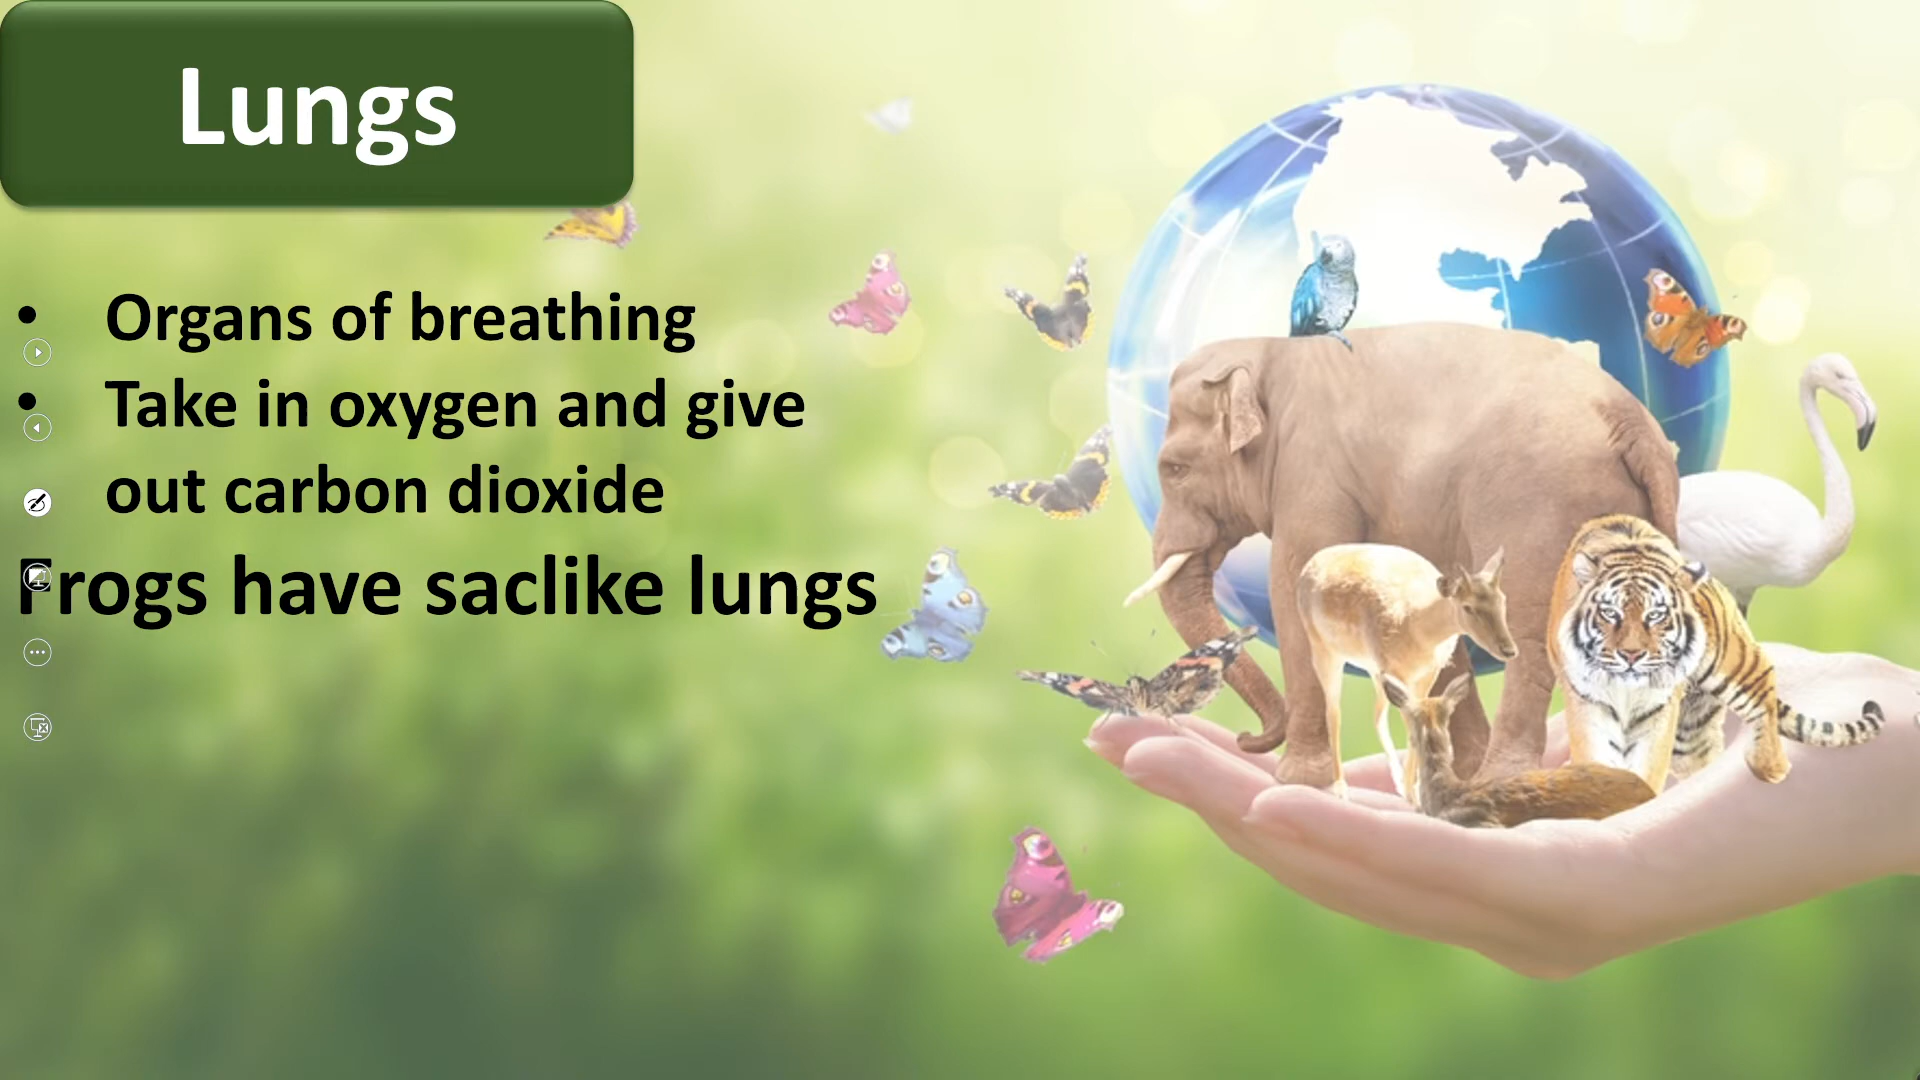 Lungs
• Organs of breathing
• Take in oxygen and give
out carbon dioxide
Frogs have saclike lungs